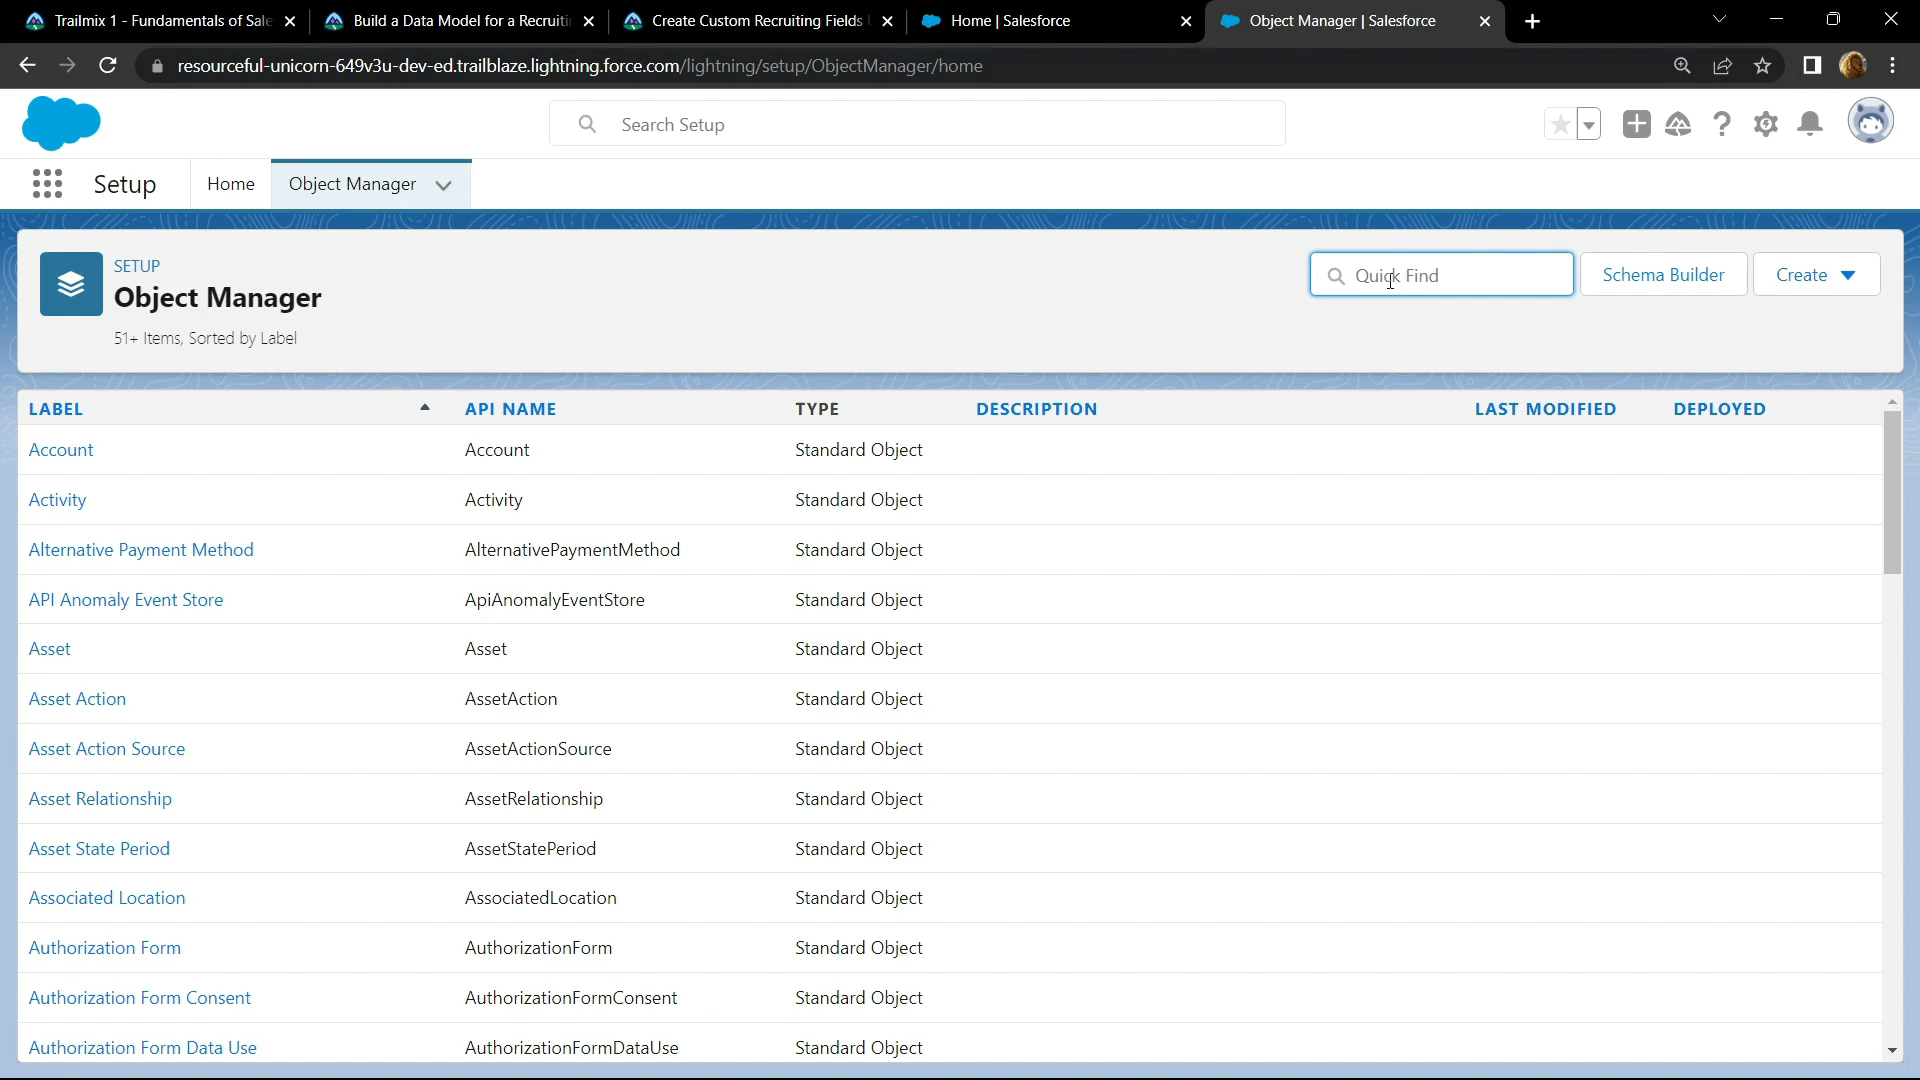 Trailmix 1 - Fundamentals of Sale
Build a Data Model for a Recruitin
Create Custom Recruiting Fields
Home | Salesforce
Object Manager | Salesforce
resourceful-unicorn-649v3u-dev-ed.trailblaze.lightning.force.com/lightning/setup/ObjectManager/home
Search Setup
Setup
Home
Object Manager
SETUP
Object Manager
51+ Items, Sorted by Label
Quick Find
Schema Builder
Create
LABEL API NAME TYPE DESCRIPTION LAST MODIFIED DEPLOYED
Account Account Standard Object
Activity Activity Standard Object
Alternative Payment Method AlternativePaymentMethod Standard Object
API Anomaly Event Store ApiAnomalyEventStore Standard Object
Asset Asset Standard Object
Asset Action AssetAction Standard Object
Asset Action Source AssetActionSource Standard Object
Asset Relationship AssetRelationship Standard Object
Asset State Period AssetStatePeriod Standard Object
Associated Location AssociatedLocation Standard Object
Authorization Form AuthorizationForm Standard Object
Authorization Form Consent AuthorizationFormConsent Standard Object
Authorization Form Data Use AuthorizationFormDataUse Standard Object